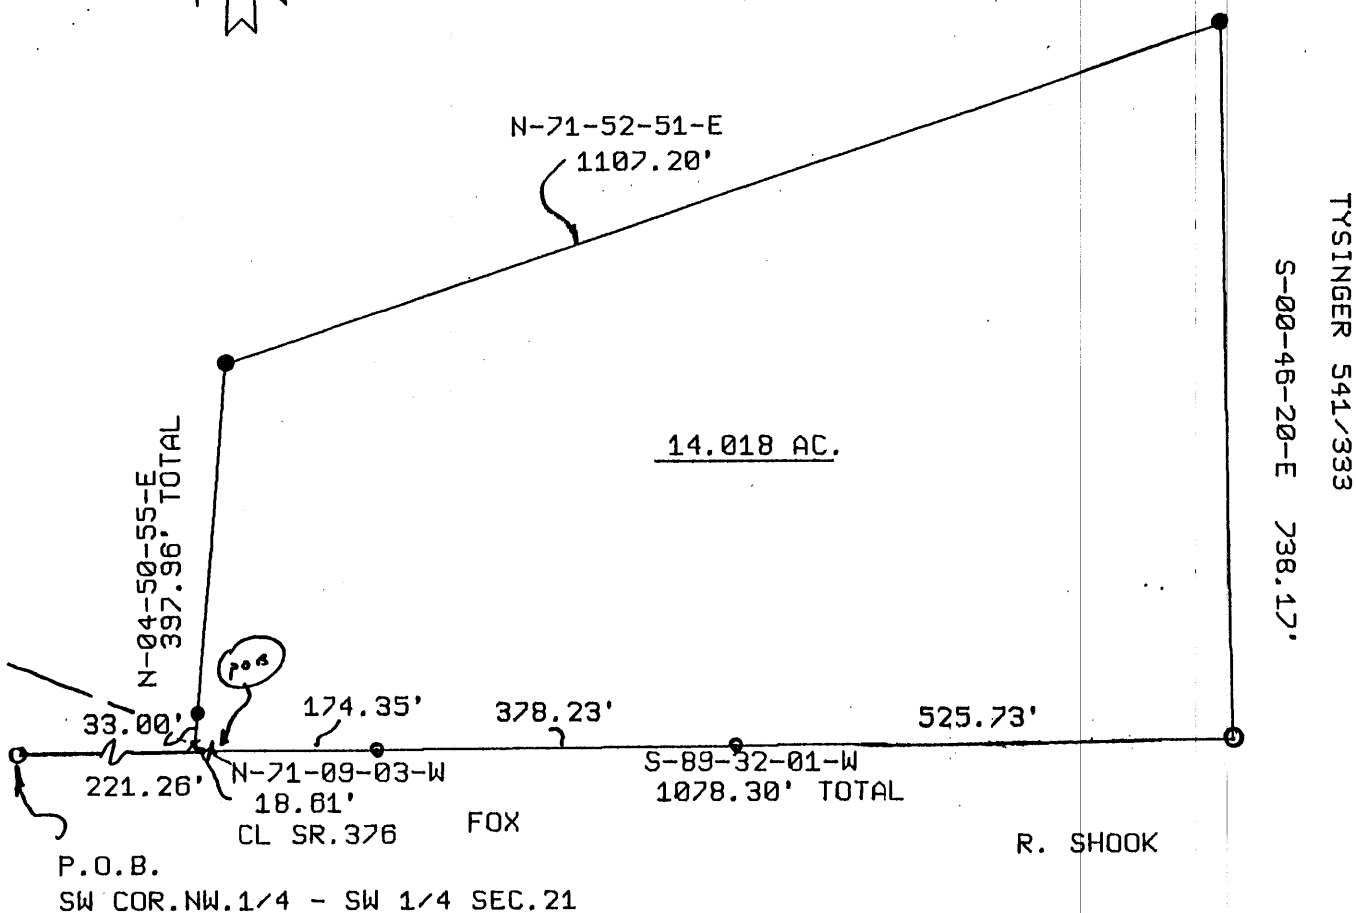 N-71-52-51-E
1107.20'
TYSINGER 541/333
S-00-46-20-E 738.17'
14.018 AC.
N-04-50-55-E
397.96' TOTAL
POB
33.00'
174.35'
378.23'
525.73'
221.26'
N-71-09-03-W
18.61'
CL SR.376
S-89-32-01-W
1078.30' TOTAL
FOX
R. SHOOK
P.O.B.
SW COR.NW.1/4 - SW 1/4 SEC.21